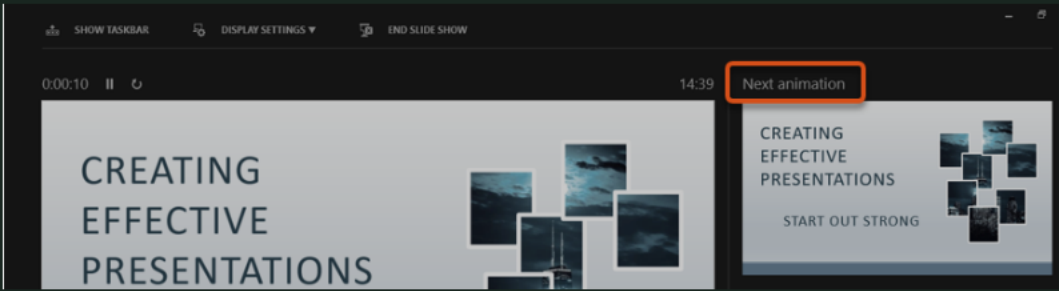 SHOW TASKBAR DISPLAY SETTINGS ▼ END SLIDE SHOW
0:00:10 14:39 Next animation
CREATING
EFFECTIVE
PRESENTATIONS
CREATING
EFFECTIVE
PRESENTATIONS
START OUT STRONG